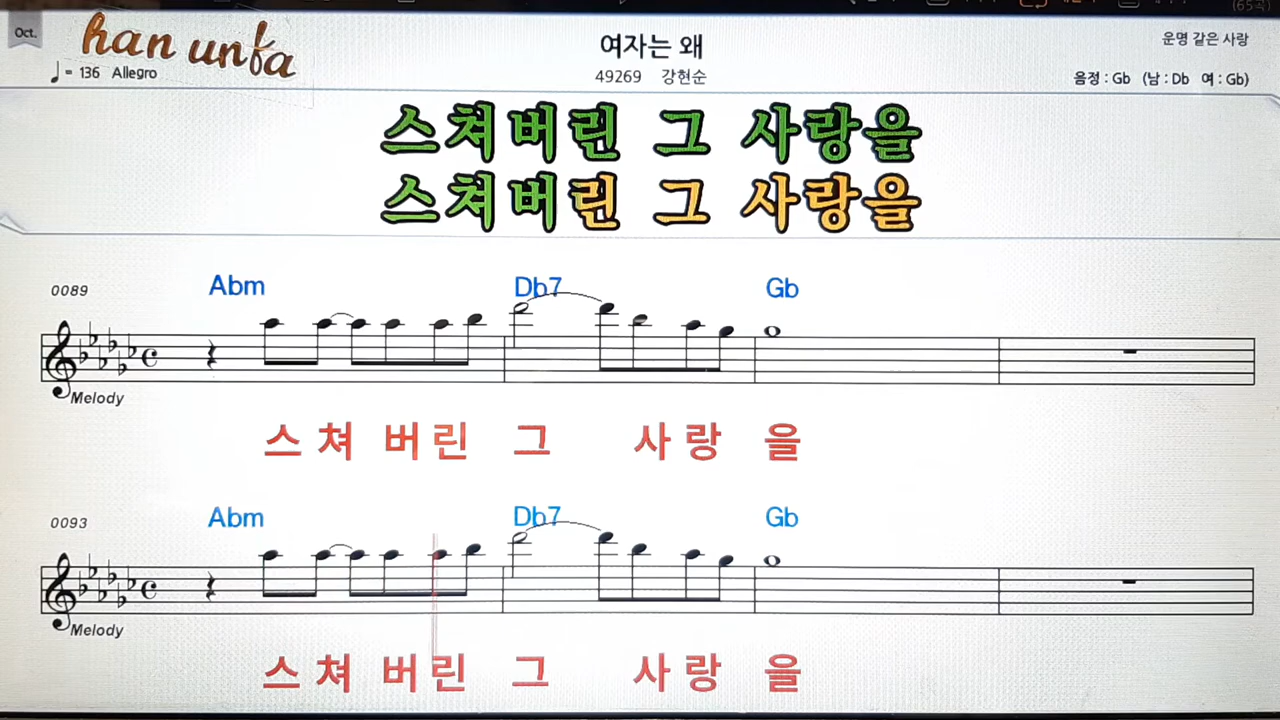 (65곡)
Oct.
han unfa
여자는 왜
운명 같은 사랑
♩= 136 Allegro
49269 강현순
음정 : Gb (남 : Db 여 : Gb)
스쳐버린 그 사랑을
스쳐버린 그 사랑을
0089 Abm Db7 Gb
Melody
스 쳐 버 린 그 사 랑 을
0093 Abm Db7 Gb
Melody
스 쳐 버 린 그 사 랑 을